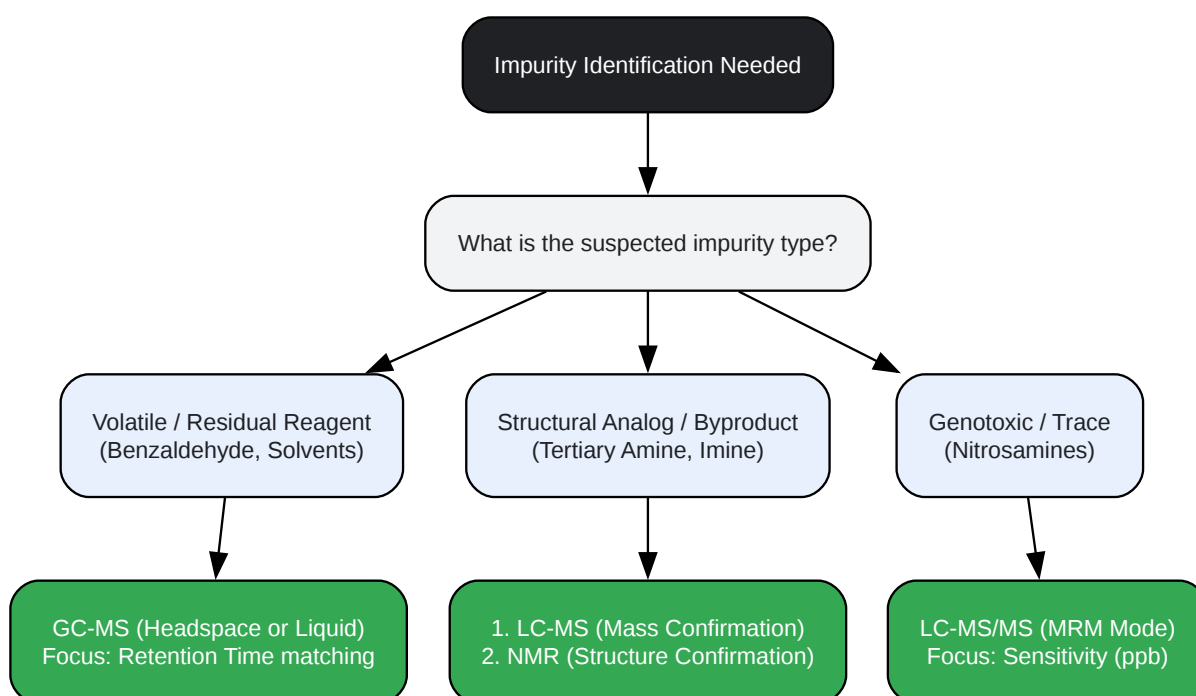 Impurity Identification Needed
What is the suspected impurity type?
Volatile / Residual Reagent
(Benzaldehyde, Solvents)
Structural Analog / Byproduct
(Tertiary Amine, Imine)
Genotoxic / Trace
(Nitrosamines)
GC-MS (Headspace or Liquid)
Focus: Retention Time matching
1. LC-MS (Mass Confirmation)
2. NMR (Structure Confirmation)
LC-MS/MS (MRM Mode)
Focus: Sensitivity (ppb)